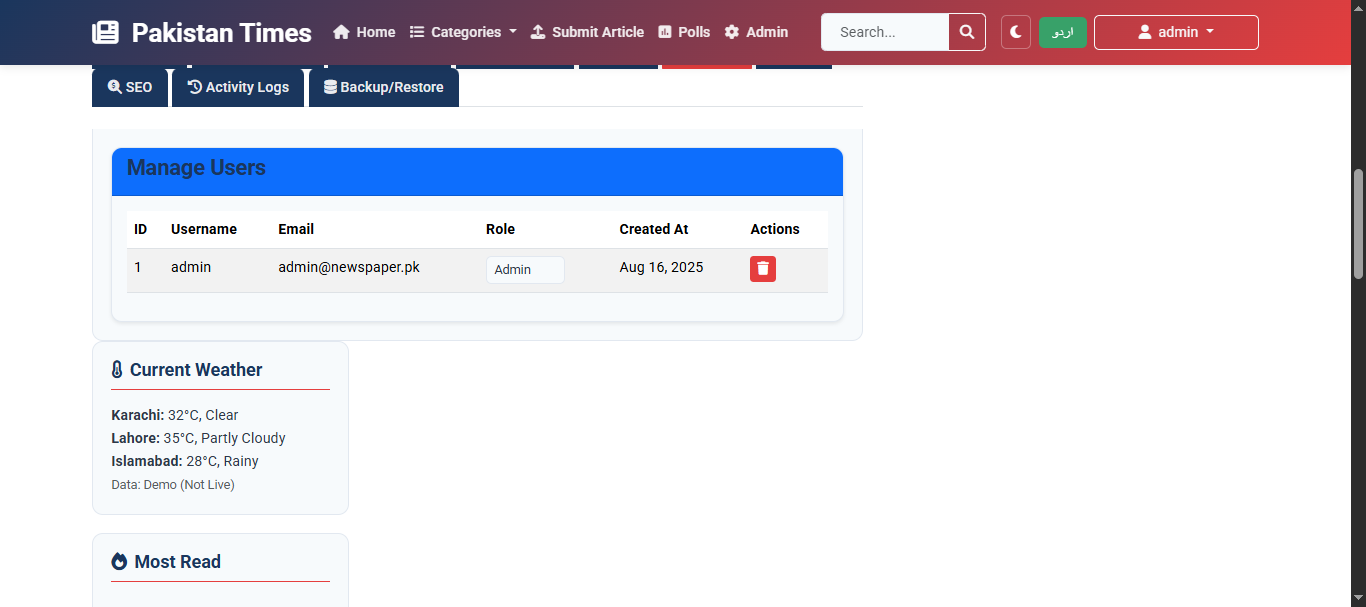 Pakistan Times Home Categories Submit Article Polls Admin Search... اردو admin
SEO Activity Logs Backup/Restore
Manage Users
ID Username Email Role Created At Actions
1 admin admin@newspaper.pk Admin Aug 16, 2025
Current Weather
Karachi: 32°C, Clear
Lahore: 35°C, Partly Cloudy
Islamabad: 28°C, Rainy
Data: Demo (Not Live)
Most Read